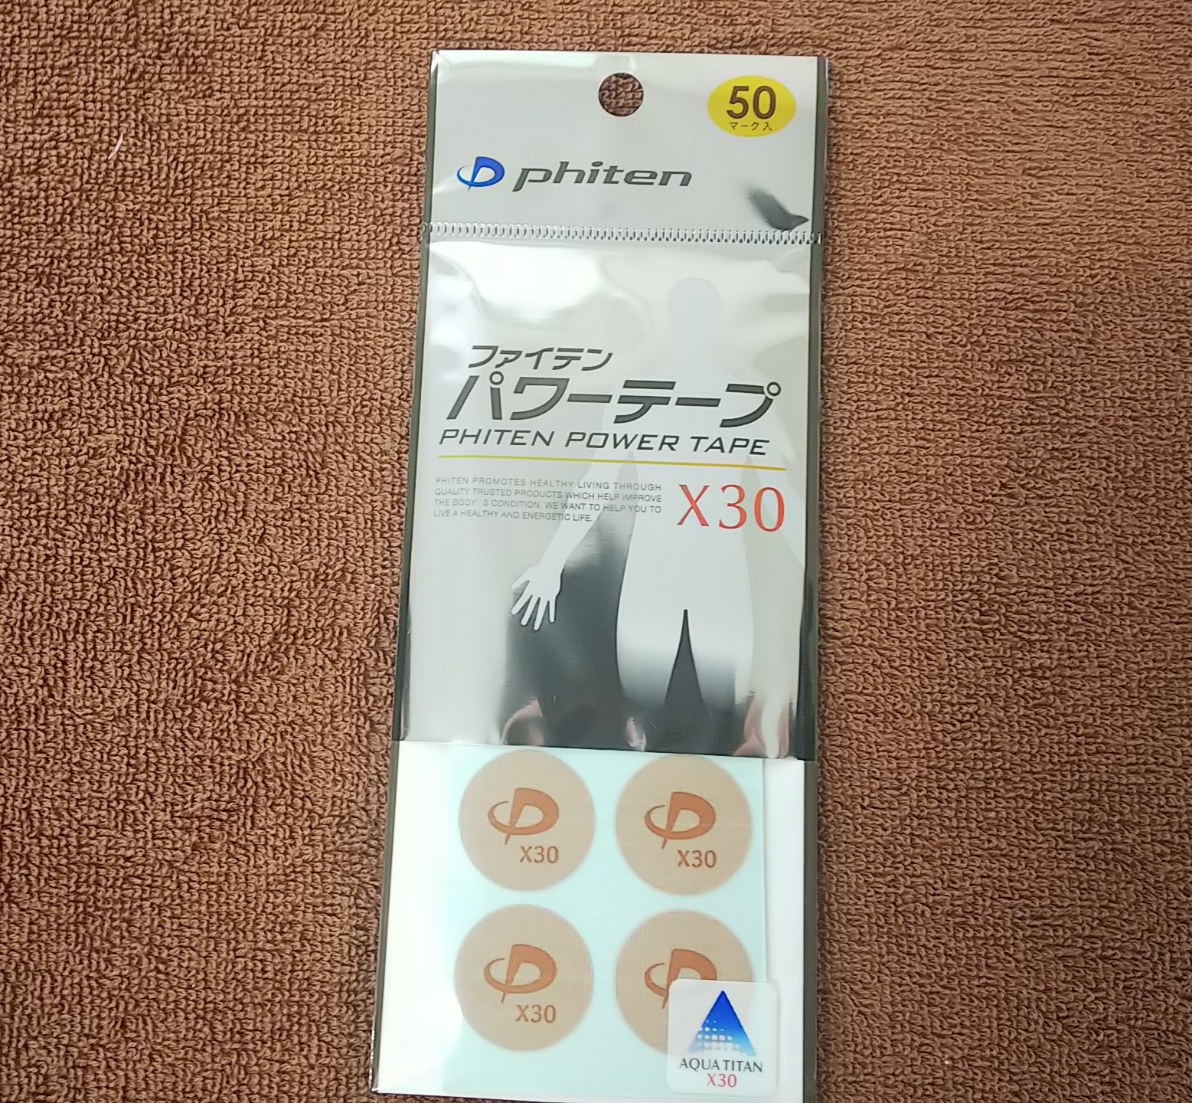 50
マーク入
phiten
ファイテン
パワーテープ
PHITEN POWER TAPE
PHITEN PROMOTES HEALTHY LIVING THROUGH
QUALITY TRUSTED PRODUCTS WHICH HELP IMPROVE
THE BODY'S CONDITION. WE WANT TO HELP YOU TO
LIVE A HEALTHY AND ENERGETIC LIFE.
X30
X30
X30
X30
AQUA TITAN
X30